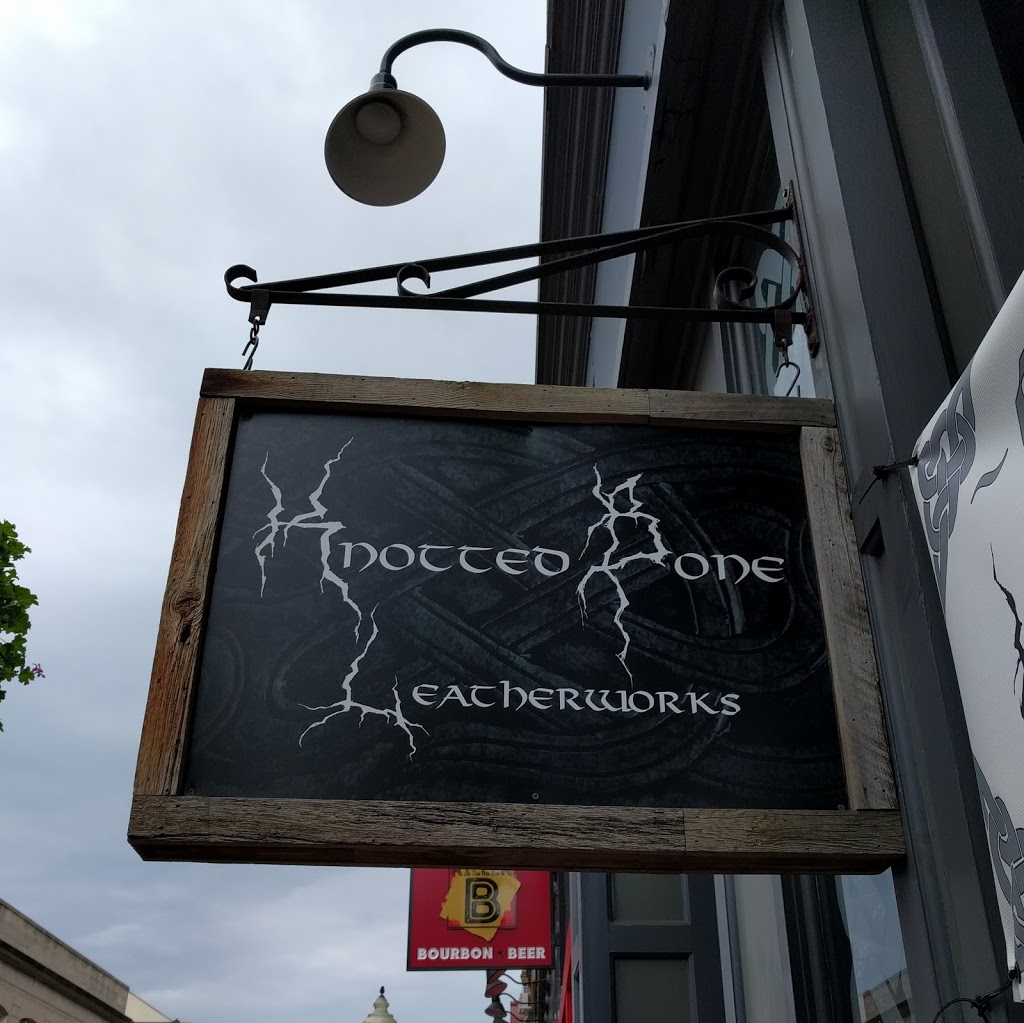 Knotted Bone
Leatherworks
B
BOURBON BEER